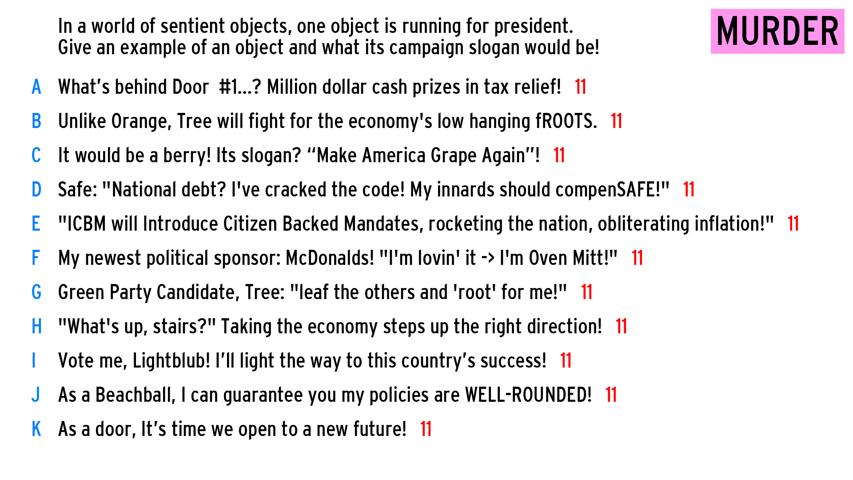 In a world of sentient objects, one object is running for president.
Give an example of an object and what its campaign slogan would be!
MURDER
A What's behind Door #1...? Million dollar cash prizes in tax relief! 11
B Unlike Orange, Tree will fight for the economy's low hanging fROOTS. 11
C It would be a berry! Its slogan? “Make America Grape Again”! 11
D Safe: "National debt? I've cracked the code! My innards should compenSAFE!" 11
E "ICBM will Introduce Citizen Backed Mandates, rocketing the nation, obliterating inflation!" 11
F My newest political sponsor: McDonalds! "I'm lovin' it -> I'm Oven Mitt!" 11
G Green Party Candidate, Tree: "leaf the others and 'root' for me!" 11
H "What's up, stairs?" Taking the economy steps up the right direction! 11
I Vote me, Lightblub! I’ll light the way to this country’s success! 11
J As a Beachball, I can guarantee you my policies are WELL-ROUNDED! 11
K As a door, It’s time we open to a new future! 11